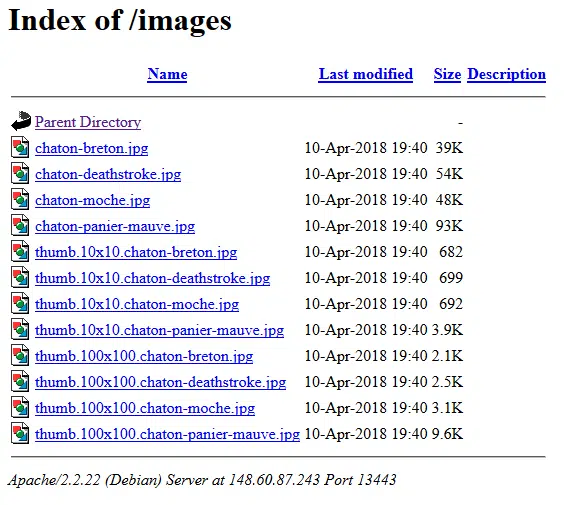 Index of /images
Name Last modified Size Description
Parent Directory -
chaton-breton.jpg 10-Apr-2018 19:40 39K
chaton-deathstroke.jpg 10-Apr-2018 19:40 54K
chaton-moche.jpg 10-Apr-2018 19:40 48K
chaton-panier-mauve.jpg 10-Apr-2018 19:40 93K
thumb.10x10.chaton-breton.jpg 10-Apr-2018 19:40 682
thumb.10x10.chaton-deathstroke.jpg 10-Apr-2018 19:40 699
thumb.10x10.chaton-moche.jpg 10-Apr-2018 19:40 692
thumb.10x10.chaton-panier-mauve.jpg 10-Apr-2018 19:40 3.9K
thumb.100x100.chaton-breton.jpg 10-Apr-2018 19:40 2.1K
thumb.100x100.chaton-deathstroke.jpg 10-Apr-2018 19:40 2.5K
thumb.100x100.chaton-moche.jpg 10-Apr-2018 19:40 3.1K
thumb.100x100.chaton-panier-mauve.jpg 10-Apr-2018 19:40 9.6K
Apache/2.2.22 (Debian) Server at 148.60.87.243 Port 13443